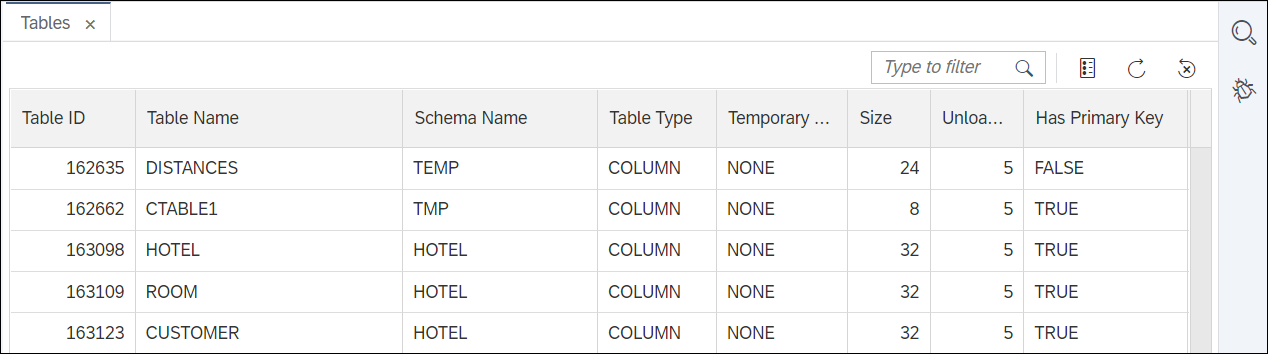 Tables ×
Type to filter
Table ID Table Name Schema Name Table Type Temporary ... Size Unloa... Has Primary Key
162635 DISTANCES TEMP COLUMN NONE 24 5 FALSE
162662 CTABLE1 TMP COLUMN NONE 8 5 TRUE
163098 HOTEL HOTEL COLUMN NONE 32 5 TRUE
163109 ROOM HOTEL COLUMN NONE 32 5 TRUE
163123 CUSTOMER HOTEL COLUMN NONE 32 5 TRUE